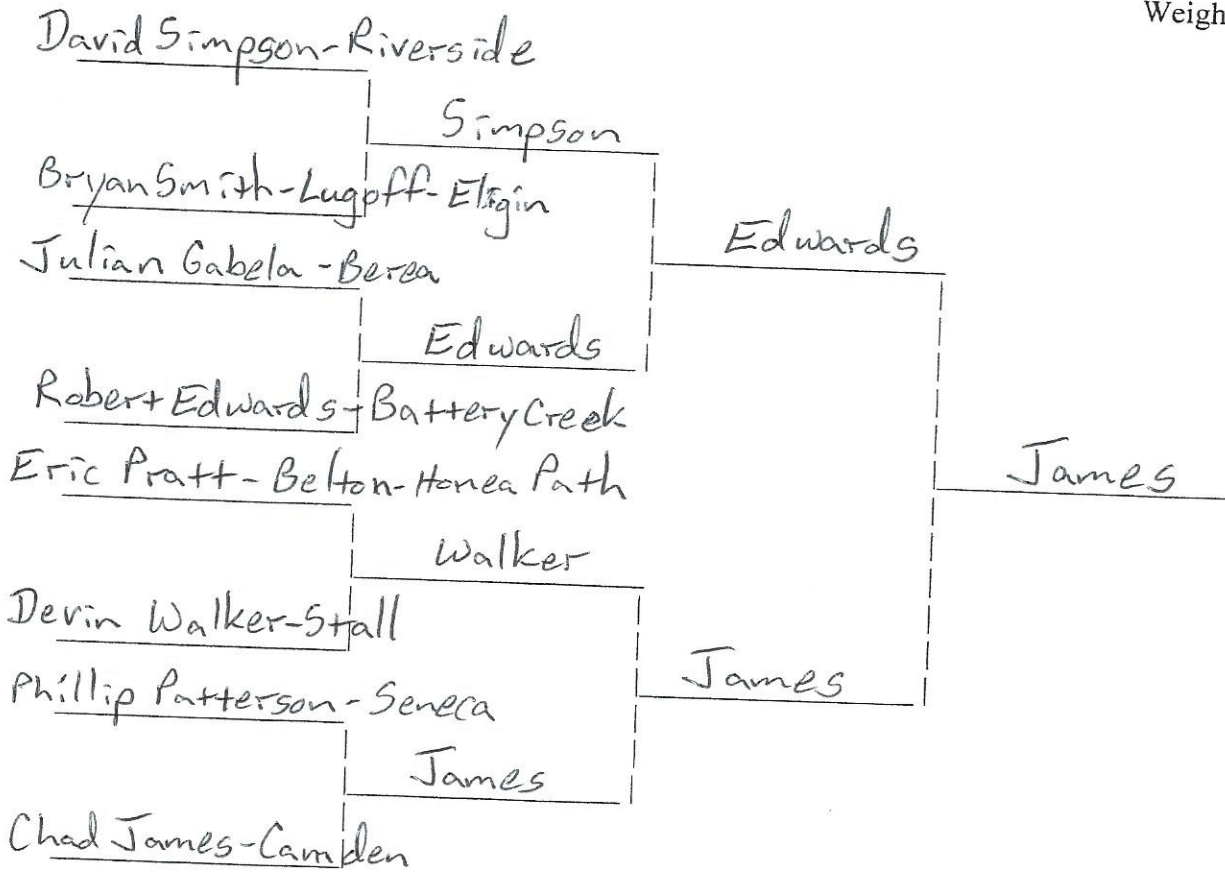 Weigh
David Simpson-Riverside
Simpson
Bryan Smith-Lugoff-Eligin
Edwards
Julian Gabela-Berea
Edwards
Robert Edwards-Battery Creek
Eric Pratt-Belton-Honea Path
James
Walker
Devin Walker-Stall
James
Phillip Patterson-Seneca
James
Chad James-Camden